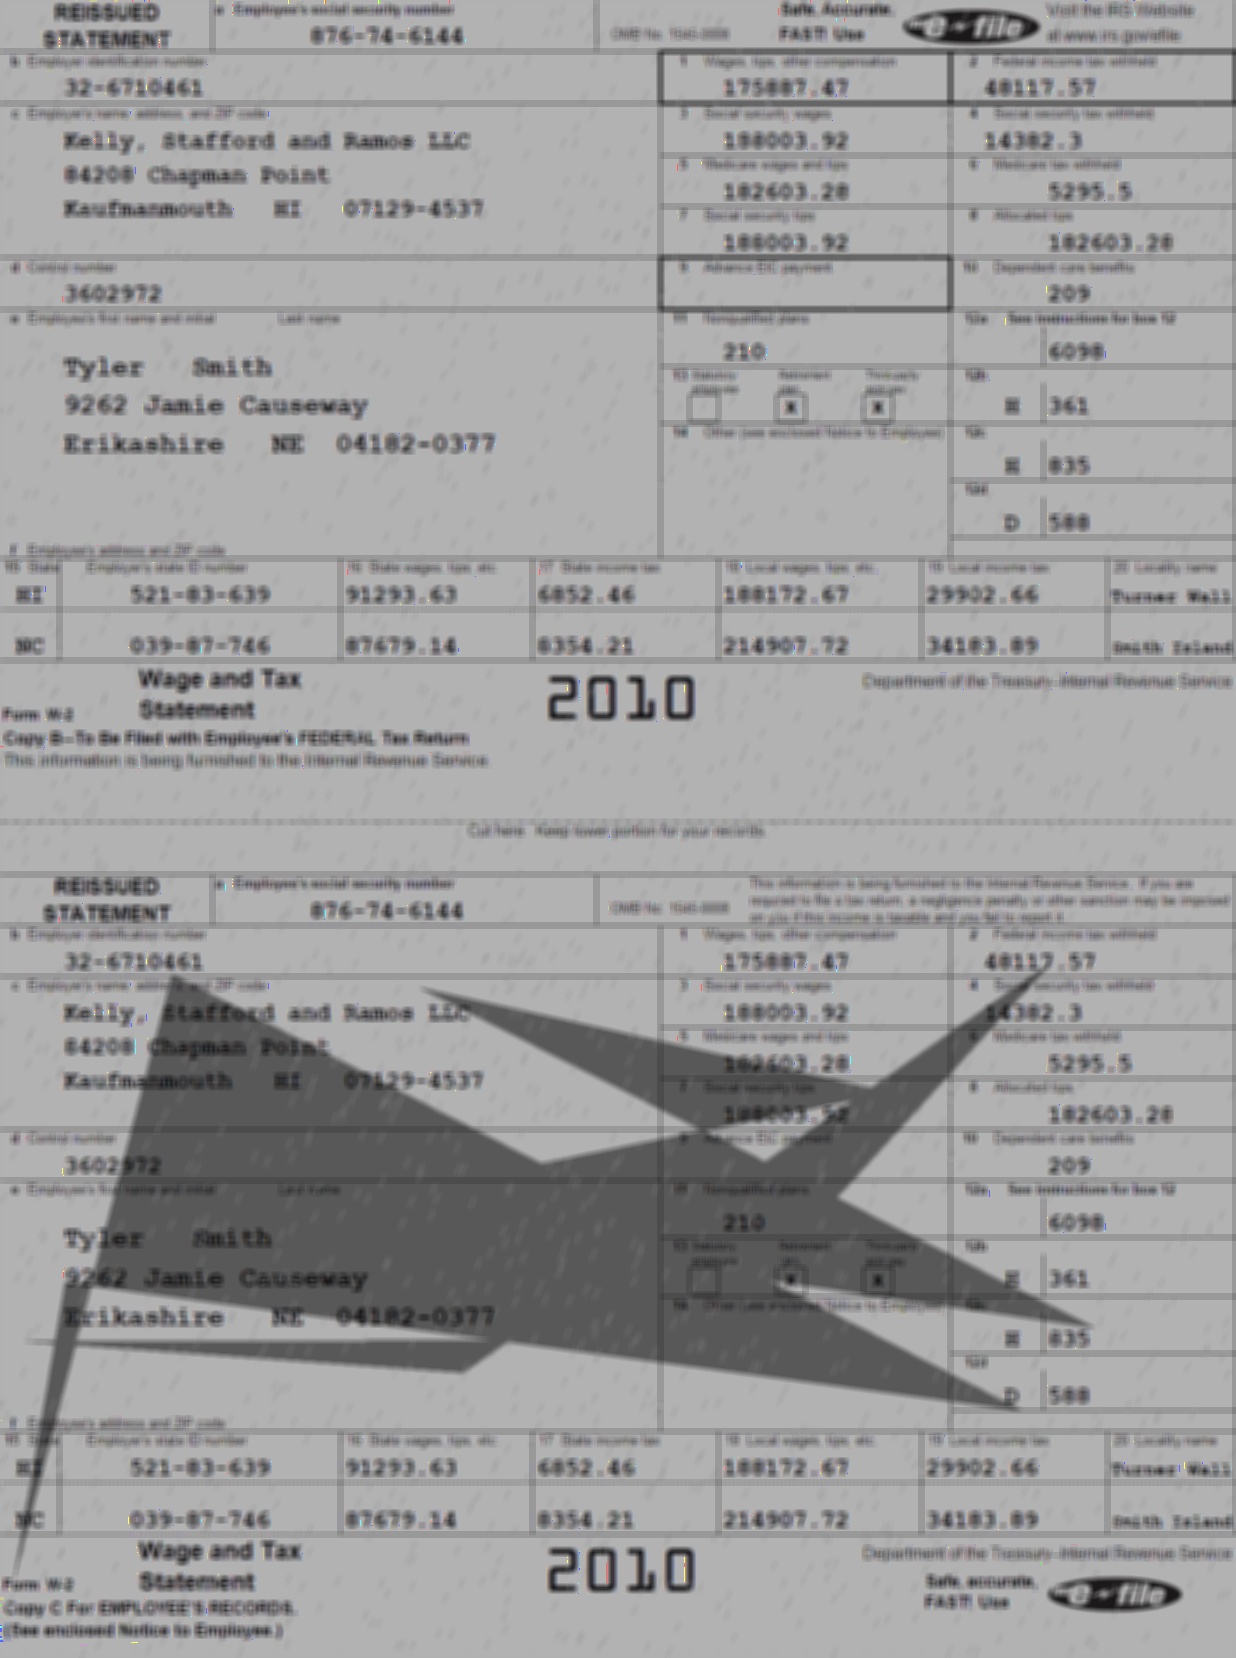 REISSUED STATEMENT
a Employee's social security number
876-74-6144
OMB No. 1545-0008
Safe, Accurate, FAST! Use
e~file
Visit the IRS Website at www.irs.gov/efile
b Employer identification number
32-6710461
1 Wages, tips, other compensation
175887.47
2 Federal income tax withheld
48117.57
c Employer's name, address, and ZIP code
Kelly, Stafford and Ramos LLC
84208 Chapman Point
Kaufmanmouth HI 07129-4537
3 Social security wages
188003.92
4 Social security tax withheld
14382.3
5 Medicare wages and tips
182603.28
6 Medicare tax withheld
5295.5
7 Social security tips
188003.92
8 Allocated tips
182603.28
d Control number
3602972
9 Advance EIC payment
10 Dependent care benefits
209
e Employee's first name and initial Last name
Tyler Smith
9262 Jamie Causeway
Erikashire NE 04182-0377
11 Nonqualified plans
210
12a See instructions for box 12
6098
13 Statutory employee Retirement plan Third-party sick pay
X X
12b
H 361
14 Other (see enclosed Notice to Employee)
12c
H 835
12d
D 588
f Employee's address and ZIP code
15 State Employer's state ID number 16 State wages, tips, etc. 17 State income tax 18 Local wages, tips, etc. 19 Local income tax 20 Locality name
HI 521-83-639 91293.63 6852.46 188172.67 29902.66 Turner Wall
NC 039-87-746 87679.14 8354.21 214907.72 34183.89 Smith Island
Form W-2 Wage and Tax Statement
2010
Department of the Treasury-Internal Revenue Service
Copy B--To Be Filed with Employee's FEDERAL Tax Return
This information is being furnished to the Internal Revenue Service.
Cut here. Keep lower portion for your records.
REISSUED STATEMENT
a Employee's social security number
876-74-6144
OMB No. 1545-0008
This information is being furnished to the Internal Revenue Service. If you are
required to file a tax return, a negligence penalty or other sanction may be imposed
on you if this income is taxable and you fail to report it.
b Employer identification number
32-6710461
1 Wages, tips, other compensation
175887.47
2 Federal income tax withheld
48117.57
c Employer's name, address, and ZIP code
Kelly, Stafford and Ramos LLC
84208 Chapman Point
Kaufmanmouth HI 07129-4537
3 Social security wages
188003.92
4 Social security tax withheld
14382.3
5 Medicare wages and tips
182603.28
6 Medicare tax withheld
5295.5
7 Social security tips
188003.92
8 Allocated tips
182603.28
d Control number
3602972
9 Advance EIC payment
10 Dependent care benefits
209
e Employee's first name and initial Last name
Tyler Smith
9262 Jamie Causeway
Erikashire NE 04182-0377
11 Nonqualified plans
210
12a See instructions for box 12
6098
13 Statutory employee Retirement plan Third-party sick pay
X X
12b
H 361
14 Other (see enclosed Notice to Employee)
12c
H 835
12d
D 588
f Employee's address and ZIP code
15 State Employer's state ID number 16 State wages, tips, etc. 17 State income tax 18 Local wages, tips, etc. 19 Local income tax 20 Locality name
HI 521-83-639 91293.63 6852.46 188172.67 29902.66 Turner Wall
NC 039-87-746 87679.14 8354.21 214907.72 34183.89 Smith Island
Form W-2 Wage and Tax Statement
2010
Department of the Treasury-Internal Revenue Service
Copy C For EMPLOYEE'S RECORDS.
(See enclosed Notice to Employee.)
Safe, accurate, FAST! Use
e~file